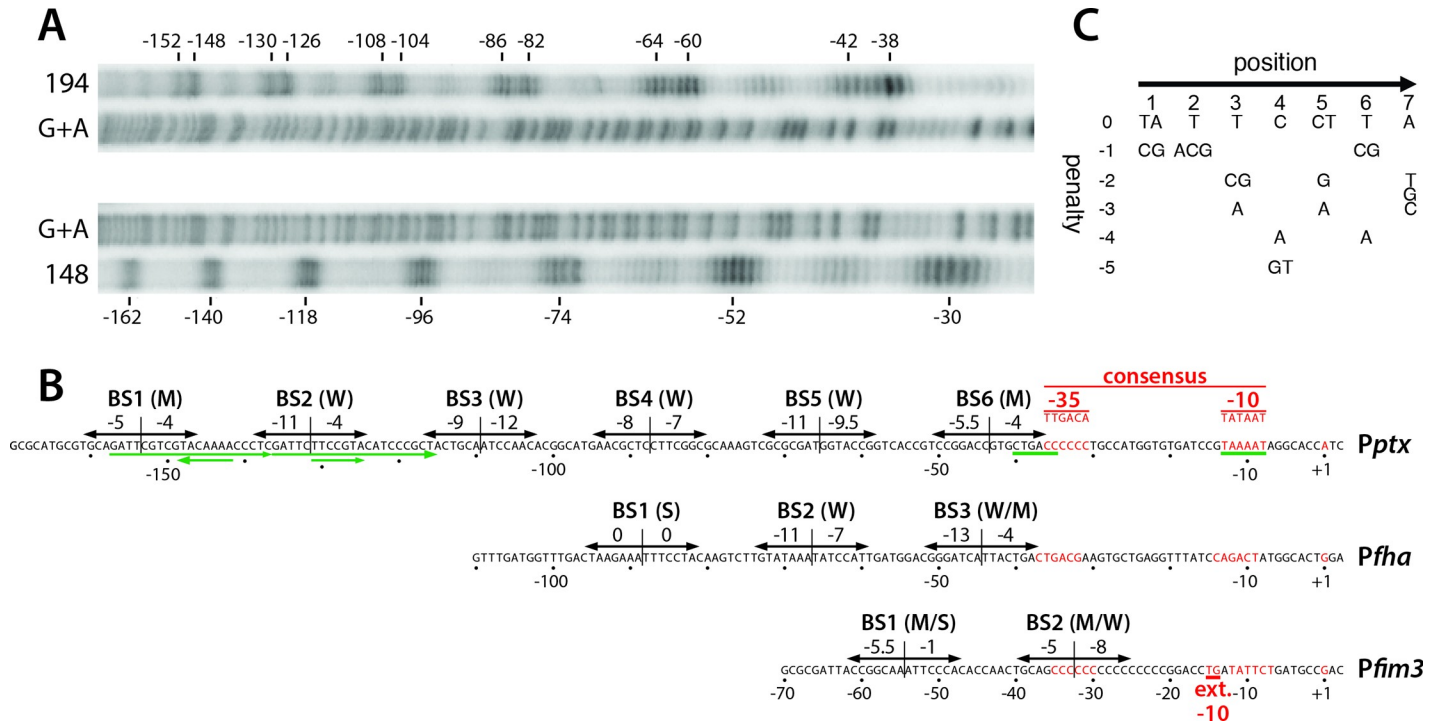 A
B
C
-152 -148 -130 -126 -108 -104 -86 -82 -64 -60 -42 -38
194
G+A
G+A
148
-162 -140 -118 -96 -74 -52 -30
position
1 2 3 4 5 6 7
0 TA T T C CT T A
-1 CG ACG CG
-2 CG G T
G
-3 A A C
-4 A A
-5 GT
penalty
consensus
BS1 (M) BS2 (W) BS3 (W) BS4 (W) BS5 (W) BS6 (M) -35 -10
-5 -4 -11 -4 -9 -12 -8 -7 -11 -9.5 -5.5 -4 TTGACA TATAAT
GCGCATGCGTGCAGATTCGTCGTACAAAACCCTCGATTCTTCCGTACATCCCGCTACTGCAATCCAACACGGCATGAACGCTCCTTCGGCGCAAAGTCGCGCGATGGTACCGGTCACCGTCCGGACCGTGCTGACCCCCCTGCCATGGTGTGATCCGTAAAATAGGCACCATC Pptx
-150 -100 -50 -10 +1
BS1 (S) BS2 (W) BS3 (W/M)
0 0 -11 -7 -13 -4
GTTTGATGGTTTGACTAAGAAATTTCCTACAAGTCTTGTATAAATATCCATTGATGGACGGGATCATTACTGACTGACGAAGTGCTGAGGTTTATCCAGACTATGGCACTGGA Pfha
-100 -50 -10 +1
BS1 (M/S) BS2 (M/W)
-5.5 -1 -5 -8
GCGCGATTACCGGCAAATTCCCACACCAACTGCAGCCCCCCCCCCCCCCCGGACCTGATATTCTGATGCCGAC Pfim3
-70 -60 -50 -40 -30 -20 ext. -10 +1
-10